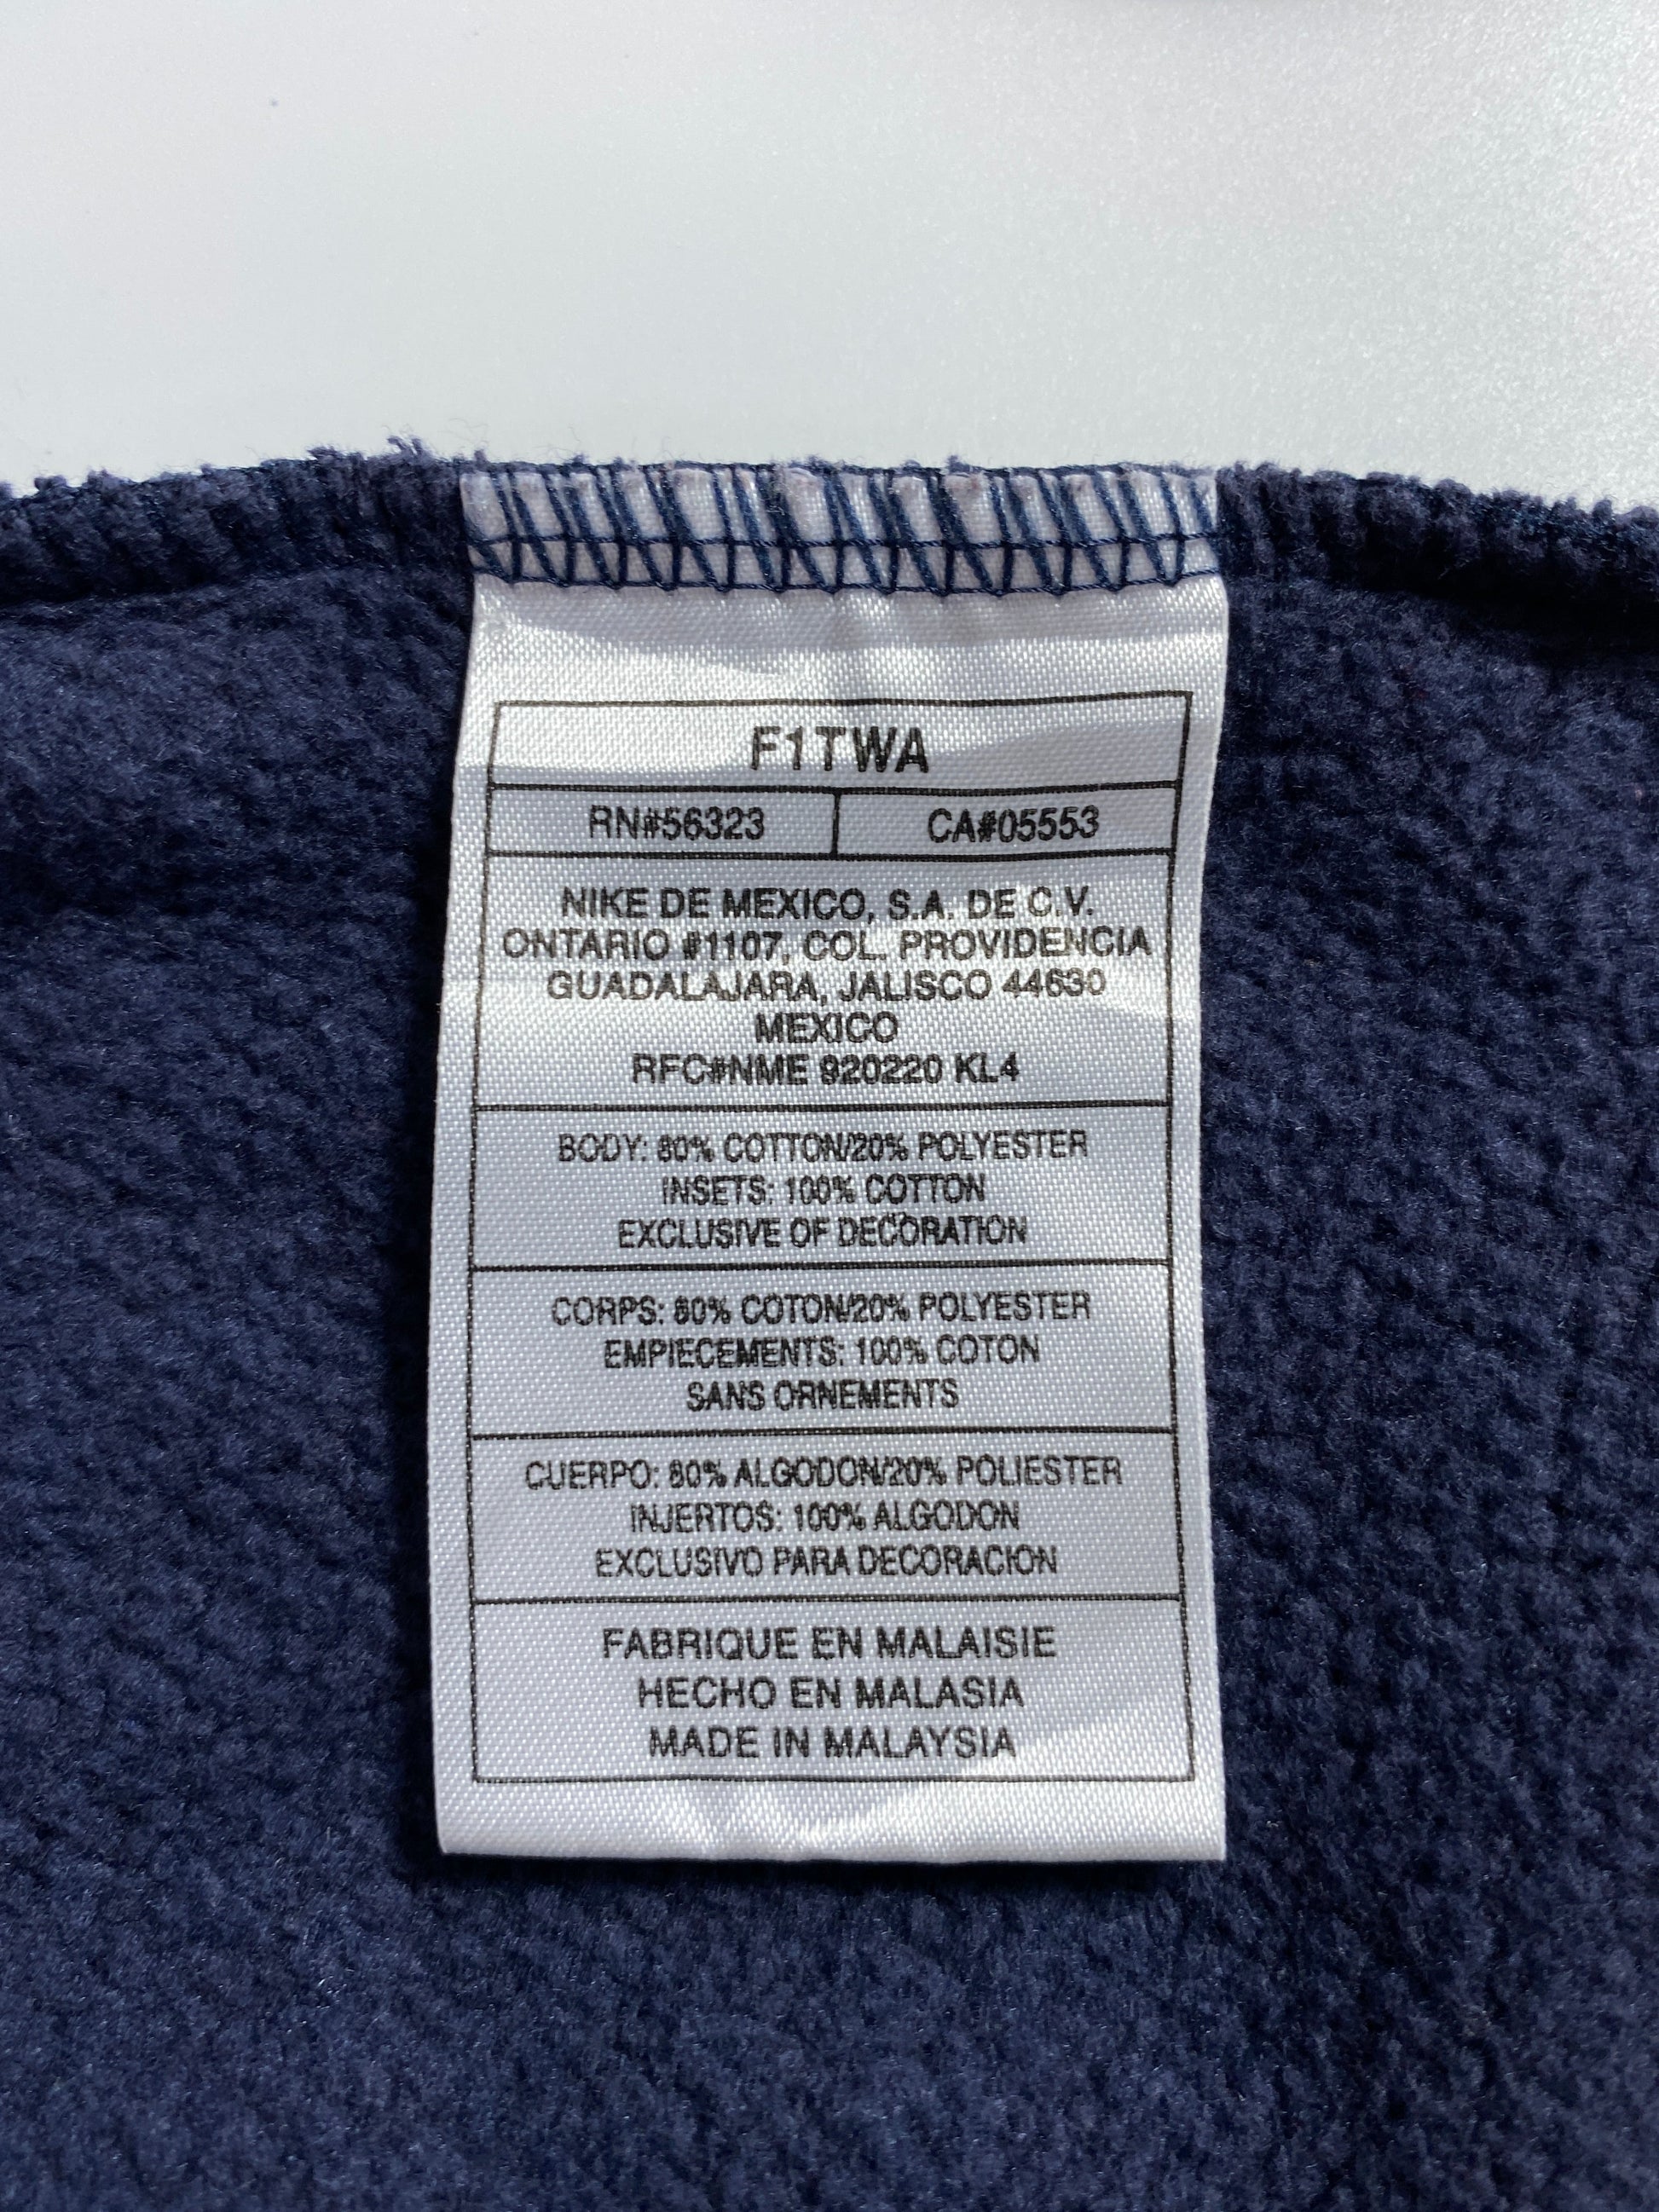 F1TWA
RN#56323
CA#05553
NIKE DE MEXICO, S.A. DE C.V.
ONTARIO #1107, COL. PROVIDENCIA
GUADALAJARA, JALISCO 44630
MEXICO
RFC#NME 920220 KL4
BODY: 80% COTTON/20% POLYESTER
INSETS: 100% COTTON
EXCLUSIVE OF DECORATION
CORPS: 80% COTON/20% POLYESTER
EMPIECEMENTS: 100% COTON
SANS ORNEMENTS
CUERPO: 80% ALGODON/20% POLIESTER
INJERTOS: 100% ALGODON
EXCLUSIVO PARA DECORACION
FABRIQUE EN MALAISIE
HECHO EN MALASIA
MADE IN MALAYSIA